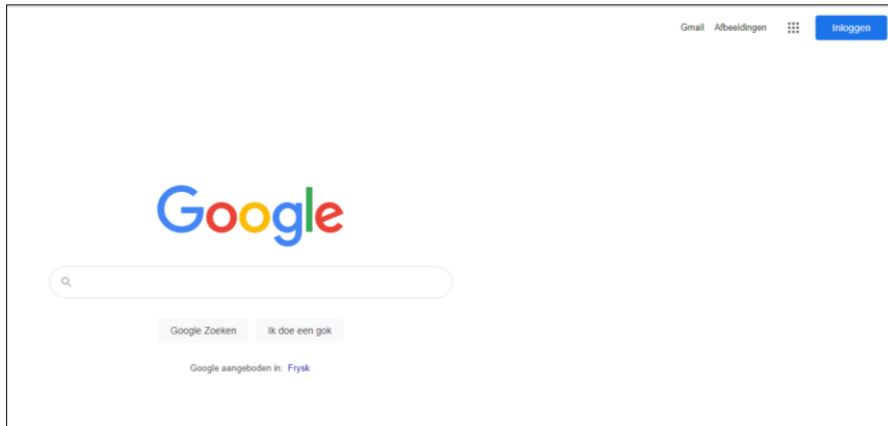 Gmail Afbeeldingen Inloggen
Google
Google Zoeken Ik doe een gok
Google aangeboden in: Frysk